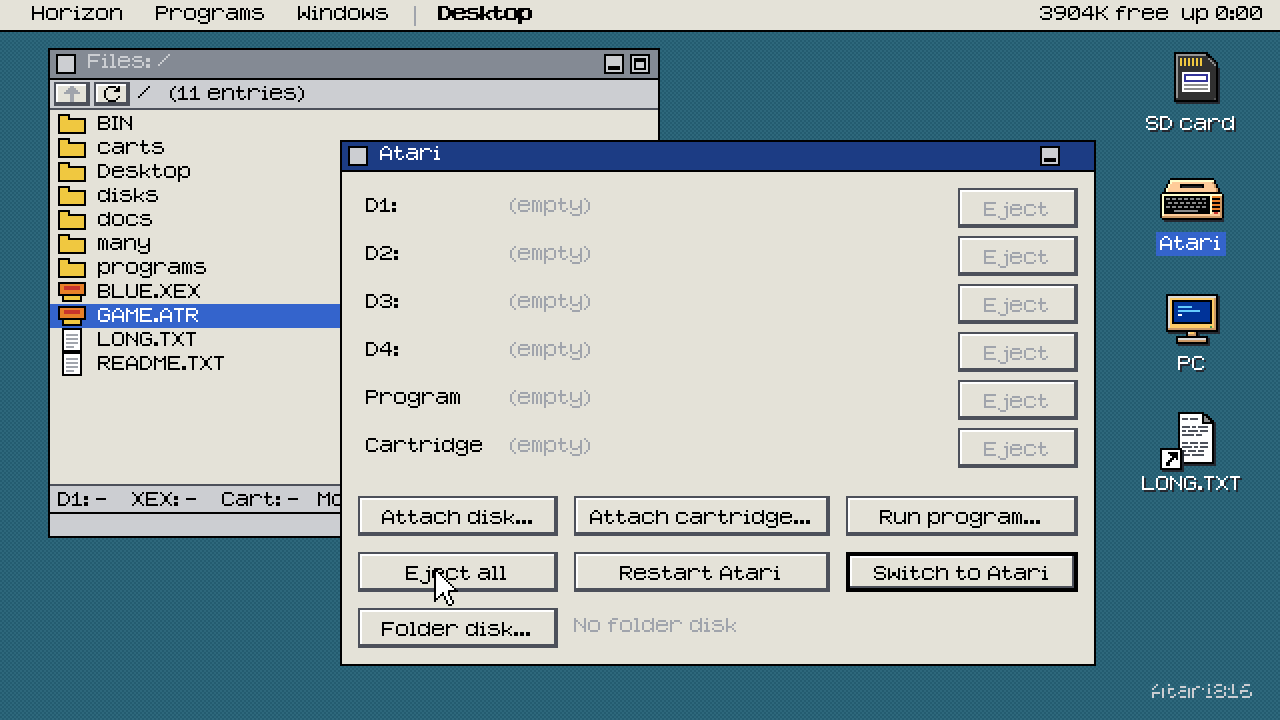 Horizon Programs Windows | Desktop 3904K free up 0:00
Files: /
/ (11 entries)
BIN
carts
Desktop
disks
docs
many
programs
BLUE.XEX
GAME.ATR
LONG.TXT
README.TXT
D1: - XEX: - Cart: - Mo
Atari
D1: (empty) Eject
D2: (empty) Eject
D3: (empty) Eject
D4: (empty) Eject
Program (empty) Eject
Cartridge (empty) Eject
Attach disk... Attach cartridge... Run program...
Eject all Restart Atari Switch to Atari
Folder disk... No folder disk
SD card
Atari
PC
LONG.TXT
Atari816